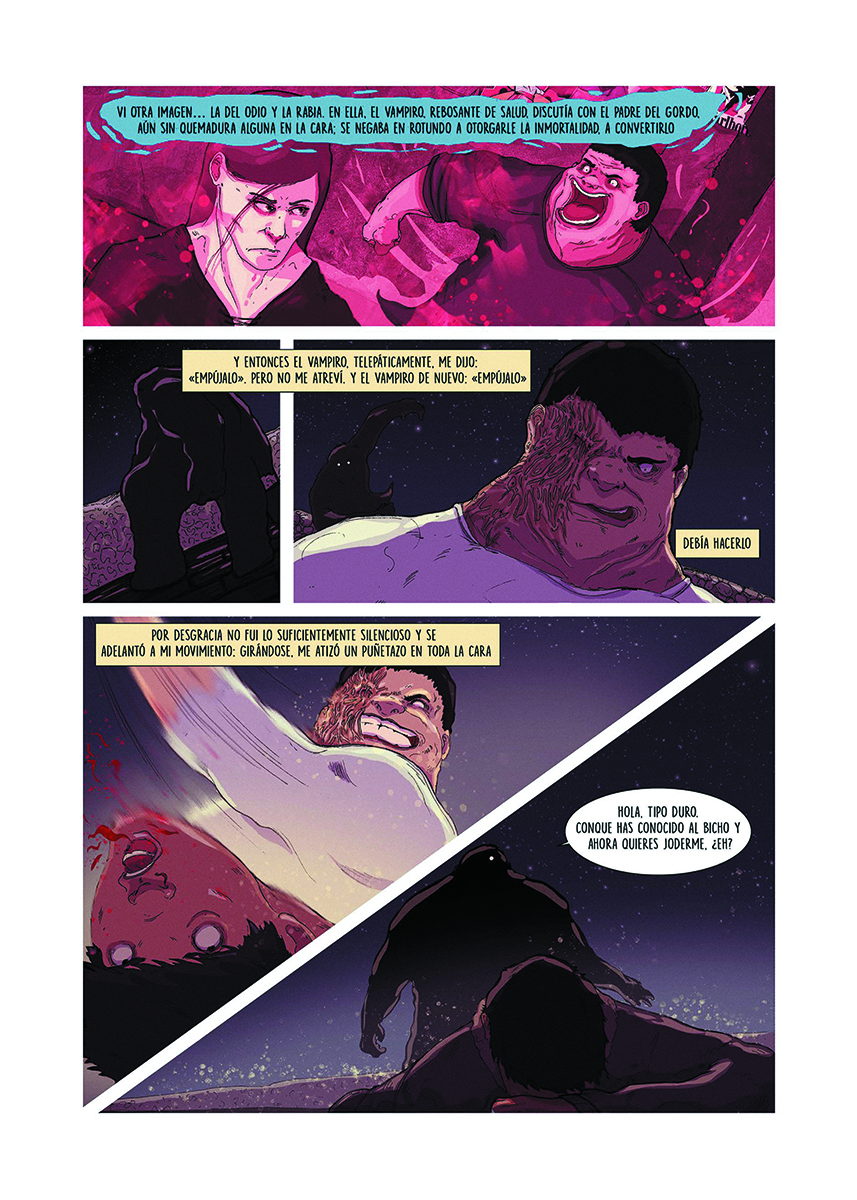 VI OTRA IMAGEN... LA DEL ODIO Y LA RABIA. EN ELLA, EL VAMPIRO, REBOSANTE DE SALUD, DISCUTÍA CON EL PADRE DEL GORDO,
AÚN SIN QUEMADURA ALGUNA EN LA CARA; SE NEGABA EN ROTUNDO A OTORGARLE LA INMORTALIDAD, A CONVERTIRLO
Y ENTONCES EL VAMPIRO, TELEPÁTICAMENTE, ME DIJO:
«EMPÚJALO». PERO NO ME ATREVÍ. Y EL VAMPIRO DE NUEVO: «EMPÚJALO»
DEBÍA HACERLO
POR DESGRACIA NO FUI LO SUFICIENTEMENTE SILENCIOSO Y SE
ADELANTÓ A MI MOVIMIENTO: GIRÁNDOSE, ME ATIZÓ UN PUÑETAZO EN TODA LA CARA
HOLA, TIPO DURO.
CONQUE HAS CONOCIDO AL BICHO Y
AHORA QUIERES JODERME, ¿EH?